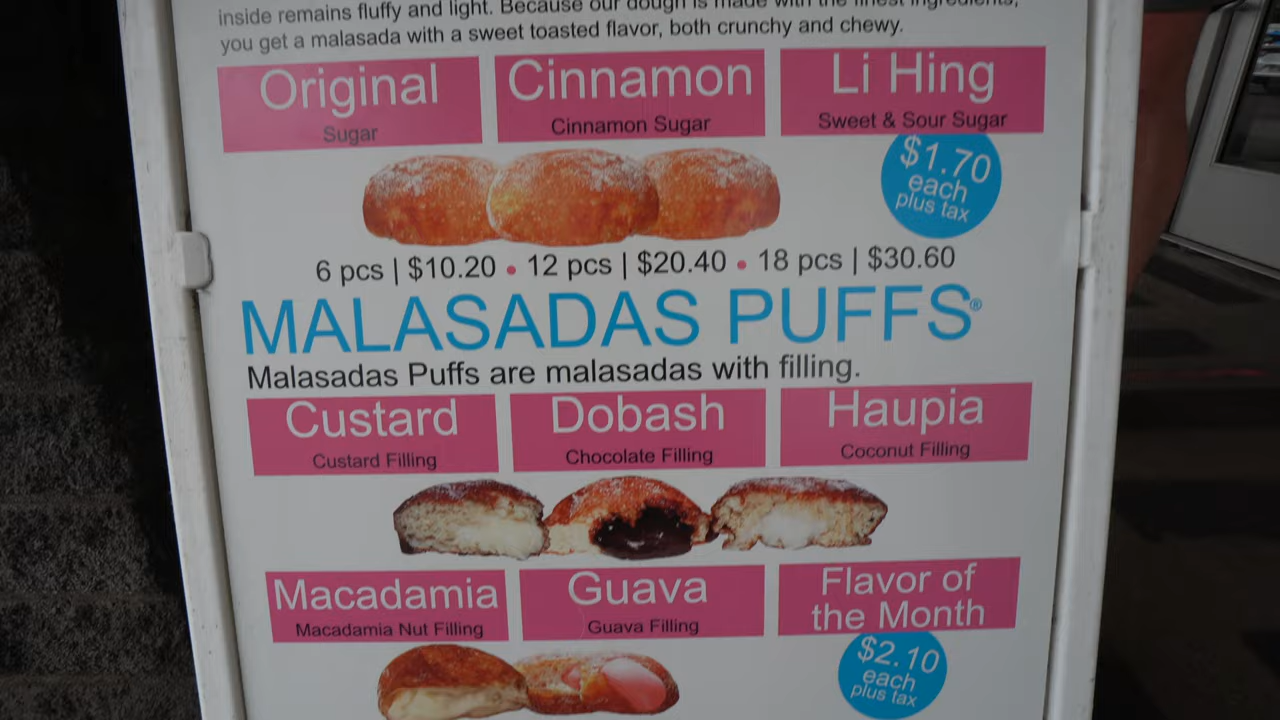 inside remains fluffy and light. Because our dough is made with the finest ingredients,
you get a malasada with a sweet toasted flavor, both crunchy and chewy.
Original Cinnamon Li Hing
Sugar Cinnamon Sugar Sweet & Sour Sugar
$1.70
each
plus tax
6 pcs | $10.20 • 12 pcs | $20.40 • 18 pcs | $30.60
MALASADAS PUFFS®
Malasadas Puffs are malasadas with filling.
Custard Dobash Haupia
Custard Filling Chocolate Filling Coconut Filling
Macadamia Guava Flavor of
the Month
Macadamia Nut Filling Guava Filling
$2.10
each
plus tax